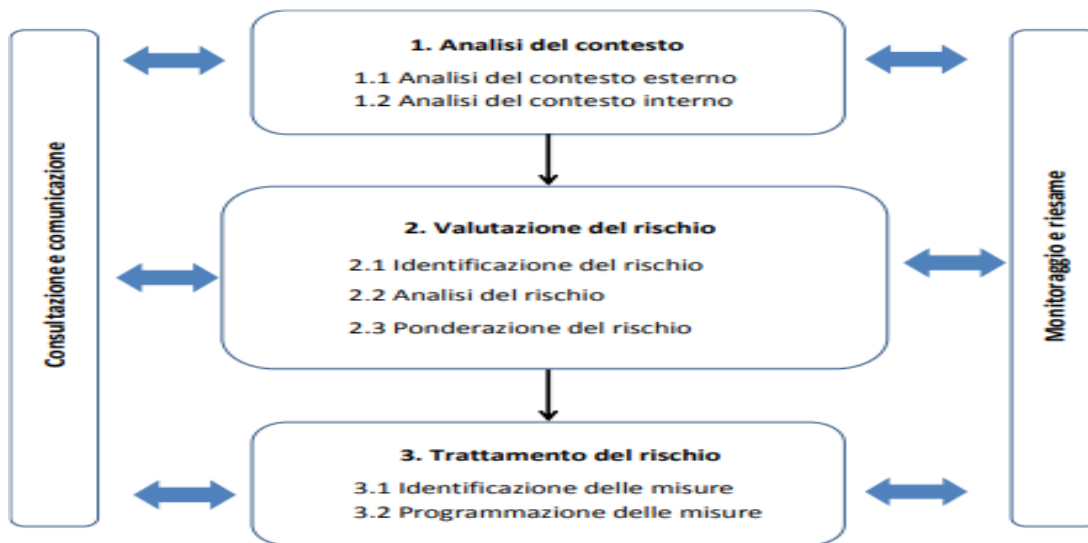 Consultazione e comunicazione
1. Analisi del contesto
1.1 Analisi del contesto esterno
1.2 Analisi del contesto interno
2. Valutazione del rischio
2.1 Identificazione del rischio
2.2 Analisi del rischio
2.3 Ponderazione del rischio
3. Trattamento del rischio
3.1 Identificazione delle misure
3.2 Programmazione delle misure
Monitoraggio e riesame